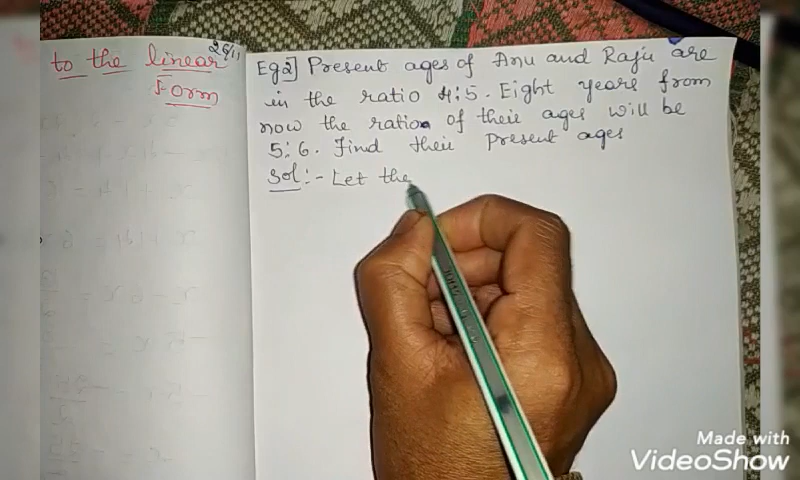 to the linear
Form
Eg2] Present ages of Anu and Raju are
in the ratio 4:5. Eight years from
now the ratio of their ages will be
5:6. Find their present ages
Sol:- Let the
Made with
VideoShow